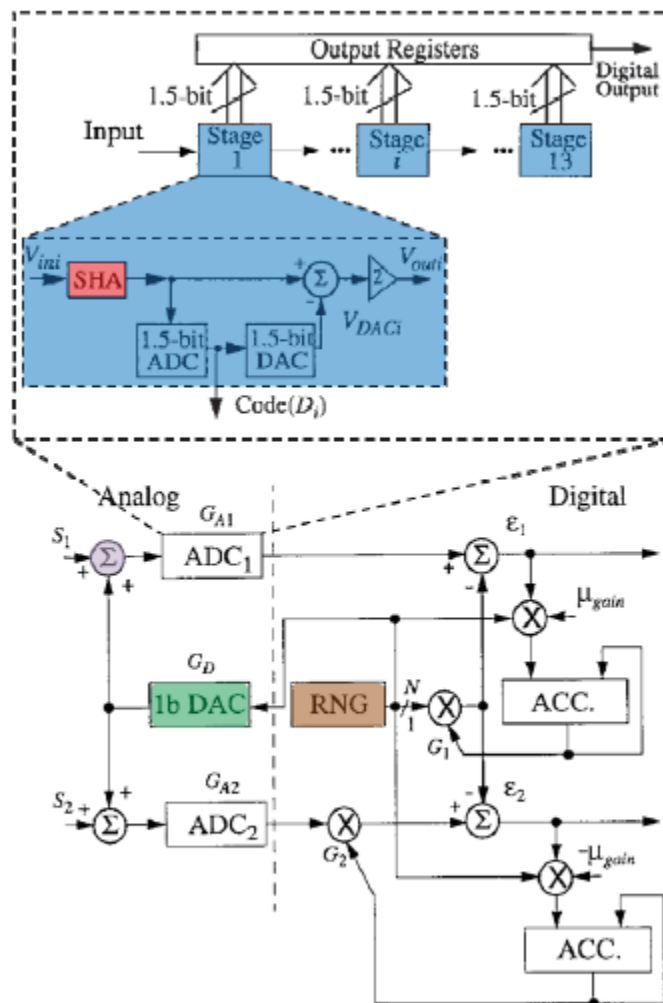 Output Registers
Digital
Output
1.5-bit
1.5-bit
1.5-bit
Input
Stage
1
...
Stage
i
...
Stage
13
V_ini
SHA
+
Σ
-
2
V_outi
V_DACi
1.5-bit
ADC
1.5-bit
DAC
Code(D_i)
Analog
Digital
G_A1
S_1
+
Σ
+
ADC_1
+
Σ
-
ε_1
X
μ_gain
G_D
1b DAC
RNG
N
1
X
G_1
ACC.
S_2
+
+
Σ
G_A2
ADC_2
X
G_2
+
-
Σ
ε_2
X
-μ_gain
ACC.